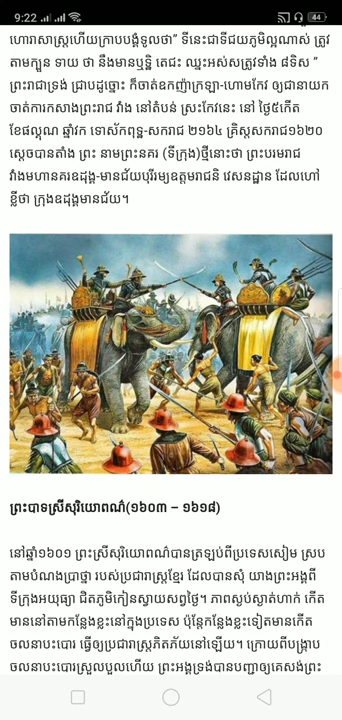 9:22
44
ហោរាសាស្ត្រហើយក្រាបបង្គំទូលថា” ទីនេះជាទីជយភូមិល្អណាស់ ត្រូវ
តាមក្បួន ទាយ ថា នឹងមានឬទ្ធិ តេជះ ឈ្នះអស់សត្រូវទាំង ៨ទិស ”
ព្រះរាជាទ្រង់ ជ្រាបដូច្នោះ ក៏ចាត់ឧកញ៉ាក្រឡា-ហោមកែវ ឲ្យជានាយក
ចាត់ការកសាងព្រះរាជ វាំង នៅតំបន់ ស្រះកែវនេះ នៅ ថ្ងៃ៥កើត
ខែផល្គុណ ឆ្នាំវក ទោស័កពុទ្ធ-សករាជ ២១៦៤ គ្រិស្តសករាជ១៦២០
ស្តេចបានតាំង ព្រះ នាមព្រះនគរ (ទីក្រុង)ថ្មីនោះថា ព្រះបរមរាជ
វាំងមហានគរឧដុង្គ-មានជ័យបុរីរម្យឧត្តមរាជនិ វេសនដ្ឋាន ដែលហៅ
ខ្លីថា ក្រុងឧដុង្គមានជ័យ។
ព្រះបាទស្រីសុរិយោពណ៌(១៦០៣ – ១៦១៨)
នៅឆ្នាំ១៦០១ ព្រះស្រីសុរិយោពណ៌បានត្រឡប់ពីប្រទេសសៀម ស្រប
តាមបំណងប្រាថ្នា របស់ប្រជារាស្ត្រខ្មែរ ដែលបានសុំ យាងព្រះអង្គពី
ទីក្រុងអយុធ្យា ជិតភូមិកៀនស្វាយសព្វថ្ងៃ។ ភាពស្ងប់ស្ងាត់ហាក់ កើត
មាននៅតាមកន្លែងខ្លះនៅក្នុងប្រទេស ប៉ុន្តែកន្លែងខ្លះទៀតមានកើត
ចលនាបះបោរ ធ្វើឲ្យប្រជារាស្ត្រភិតភ័យនៅឡើយ។ ក្រោយពីបង្ក្រាប
ចលនាបះបោរស្រួលបួលហើយ ព្រះអង្គទ្រង់បានបញ្ជាឲ្យគេសង់ព្រះ